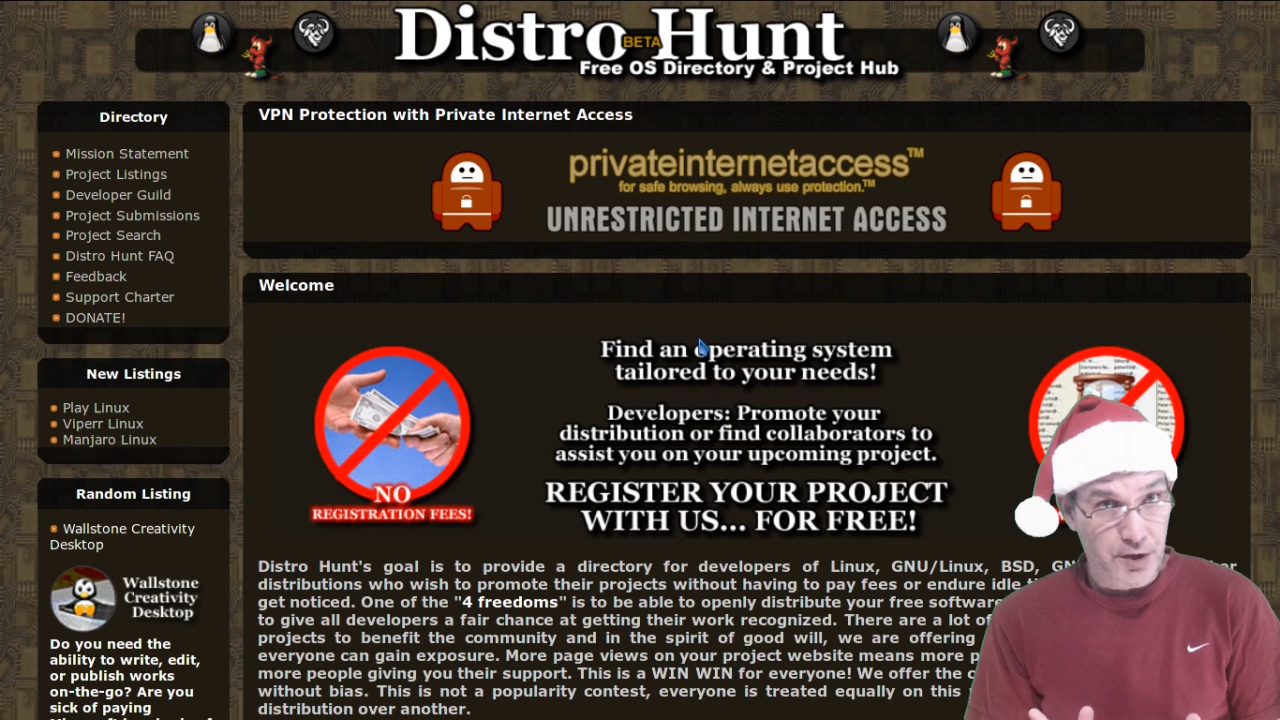 Distro Hunt
BETA
Free OS Directory & Project Hub
Directory
Mission Statement
Project Listings
Developer Guild
Project Submissions
Project Search
Distro Hunt FAQ
Feedback
Support Charter
DONATE!
New Listings
Play Linux
Viperr Linux
Manjaro Linux
Random Listing
Wallstone Creativity
Desktop
Wallstone
Creativity
Desktop
Do you need the
ability to write, edit,
or publish works
on-the-go? Are you
sick of paying
VPN Protection with Private Internet Access
privateinternetaccess™
for safe browsing, always use protection.™
UNRESTRICTED INTERNET ACCESS
Welcome
NO
REGISTRATION FEES!
Find an operating system
tailored to your needs!
Developers: Promote your
distribution or find collaborators to
assist you on your upcoming project.
REGISTER YOUR PROJECT
WITH US... FOR FREE!
Distro Hunt's goal is to provide a directory for developers of Linux, GNU/Linux, BSD,
distributions who wish to promote their projects without having to pay fees or endure idle
get noticed. One of the "4 freedoms" is to be able to openly distribute your free software
to give all developers a fair chance at getting their work recognized. There are a lot of
projects to benefit the community and in the spirit of good will, we are offering
everyone can gain exposure. More page views on your project website means more
more people giving you their support. This is a WIN WIN for everyone! We offer the
without bias. This is not a popularity contest, everyone is treated equally on this
distribution over another.